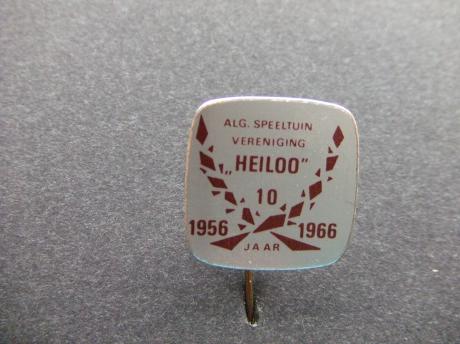 ALG. SPEELTUIN
VERENIGING
„HEILOO"
10
1956 1966
JAAR